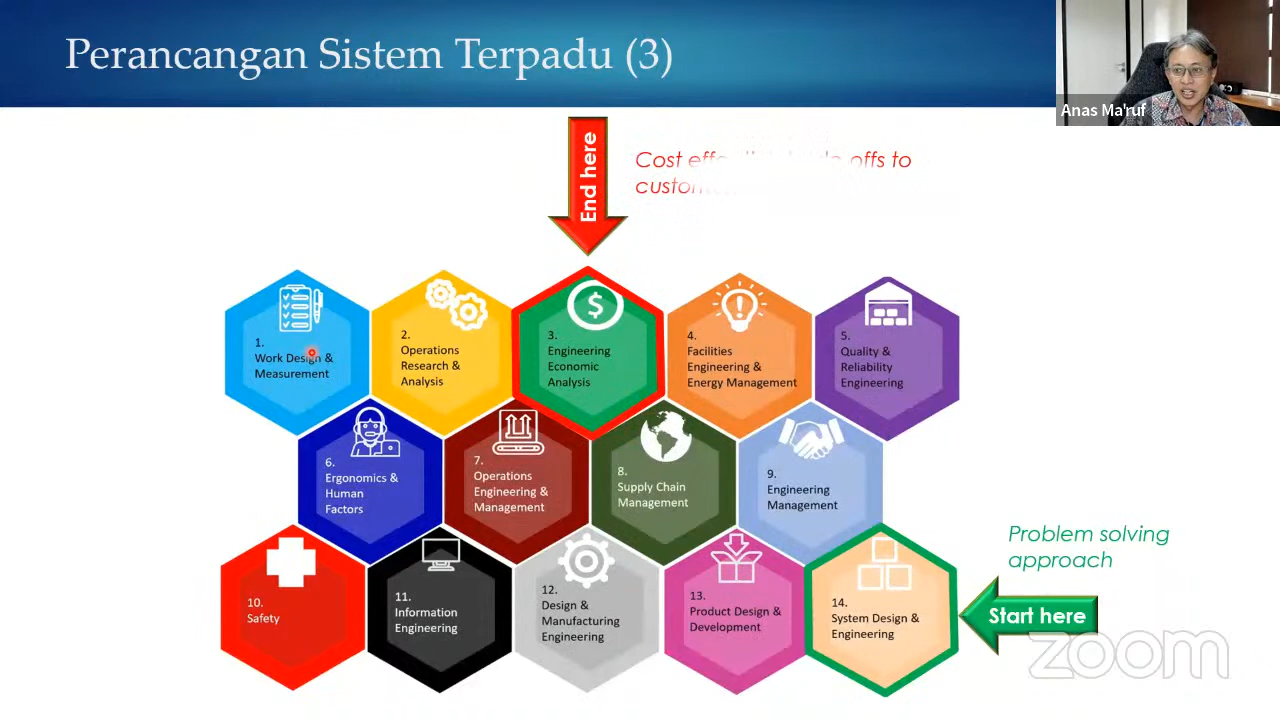 Perancangan Sistem Terpadu (3)
Anas Ma'ruf
End here
Cost offs to
1.
Work Design &
Measurement
2.
Operations
Research &
Analysis
3.
Engineering
Economic
Analysis
4.
Facilities
Engineering &
Energy Management
5.
Quality &
Reliability
Engineering
6.
Ergonomics &
Human
Factors
7.
Operations
Engineering &
Management
8.
Supply Chain
Management
9.
Engineering
Management
Problem solving
approach
10.
Safety
11.
Information
Engineering
12.
Design &
Manufacturing
Engineering
13.
Product Design &
Development
14.
System Design &
Engineering
Start here
zoom